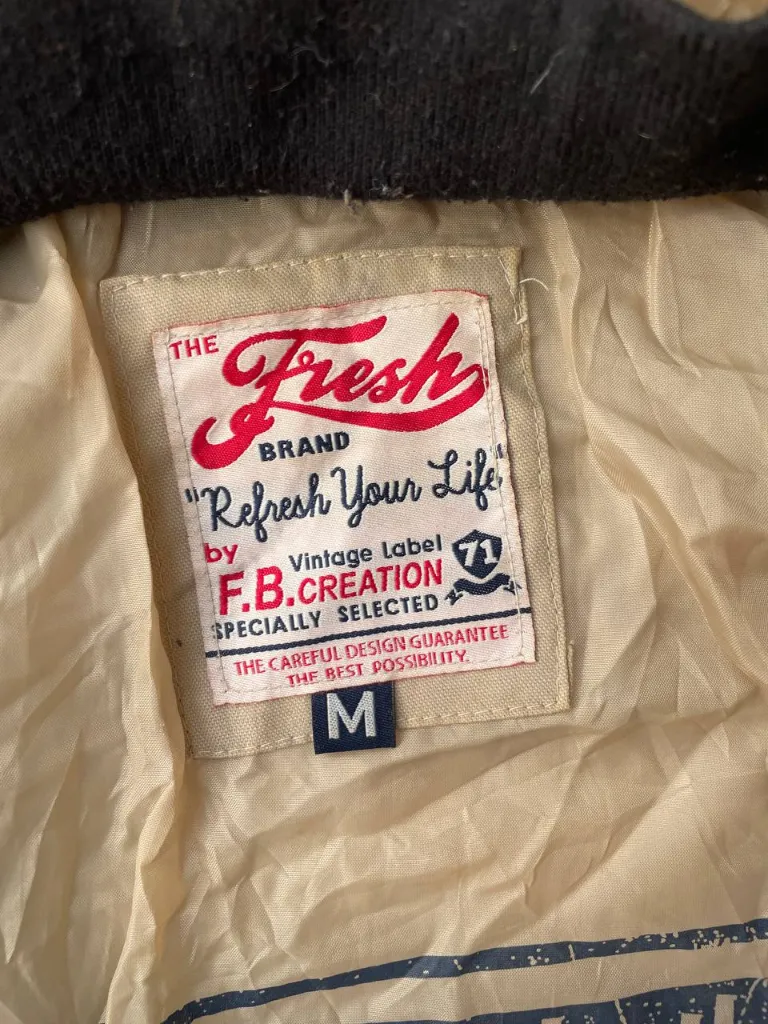 THE Fresh
BRAND
"Refresh Your Life"
by Vintage Label 71
F.B.CREATION
SPECIALLY SELECTED
THE CAREFUL DESIGN GUARANTEE
THE BEST POSSIBILITY.
M